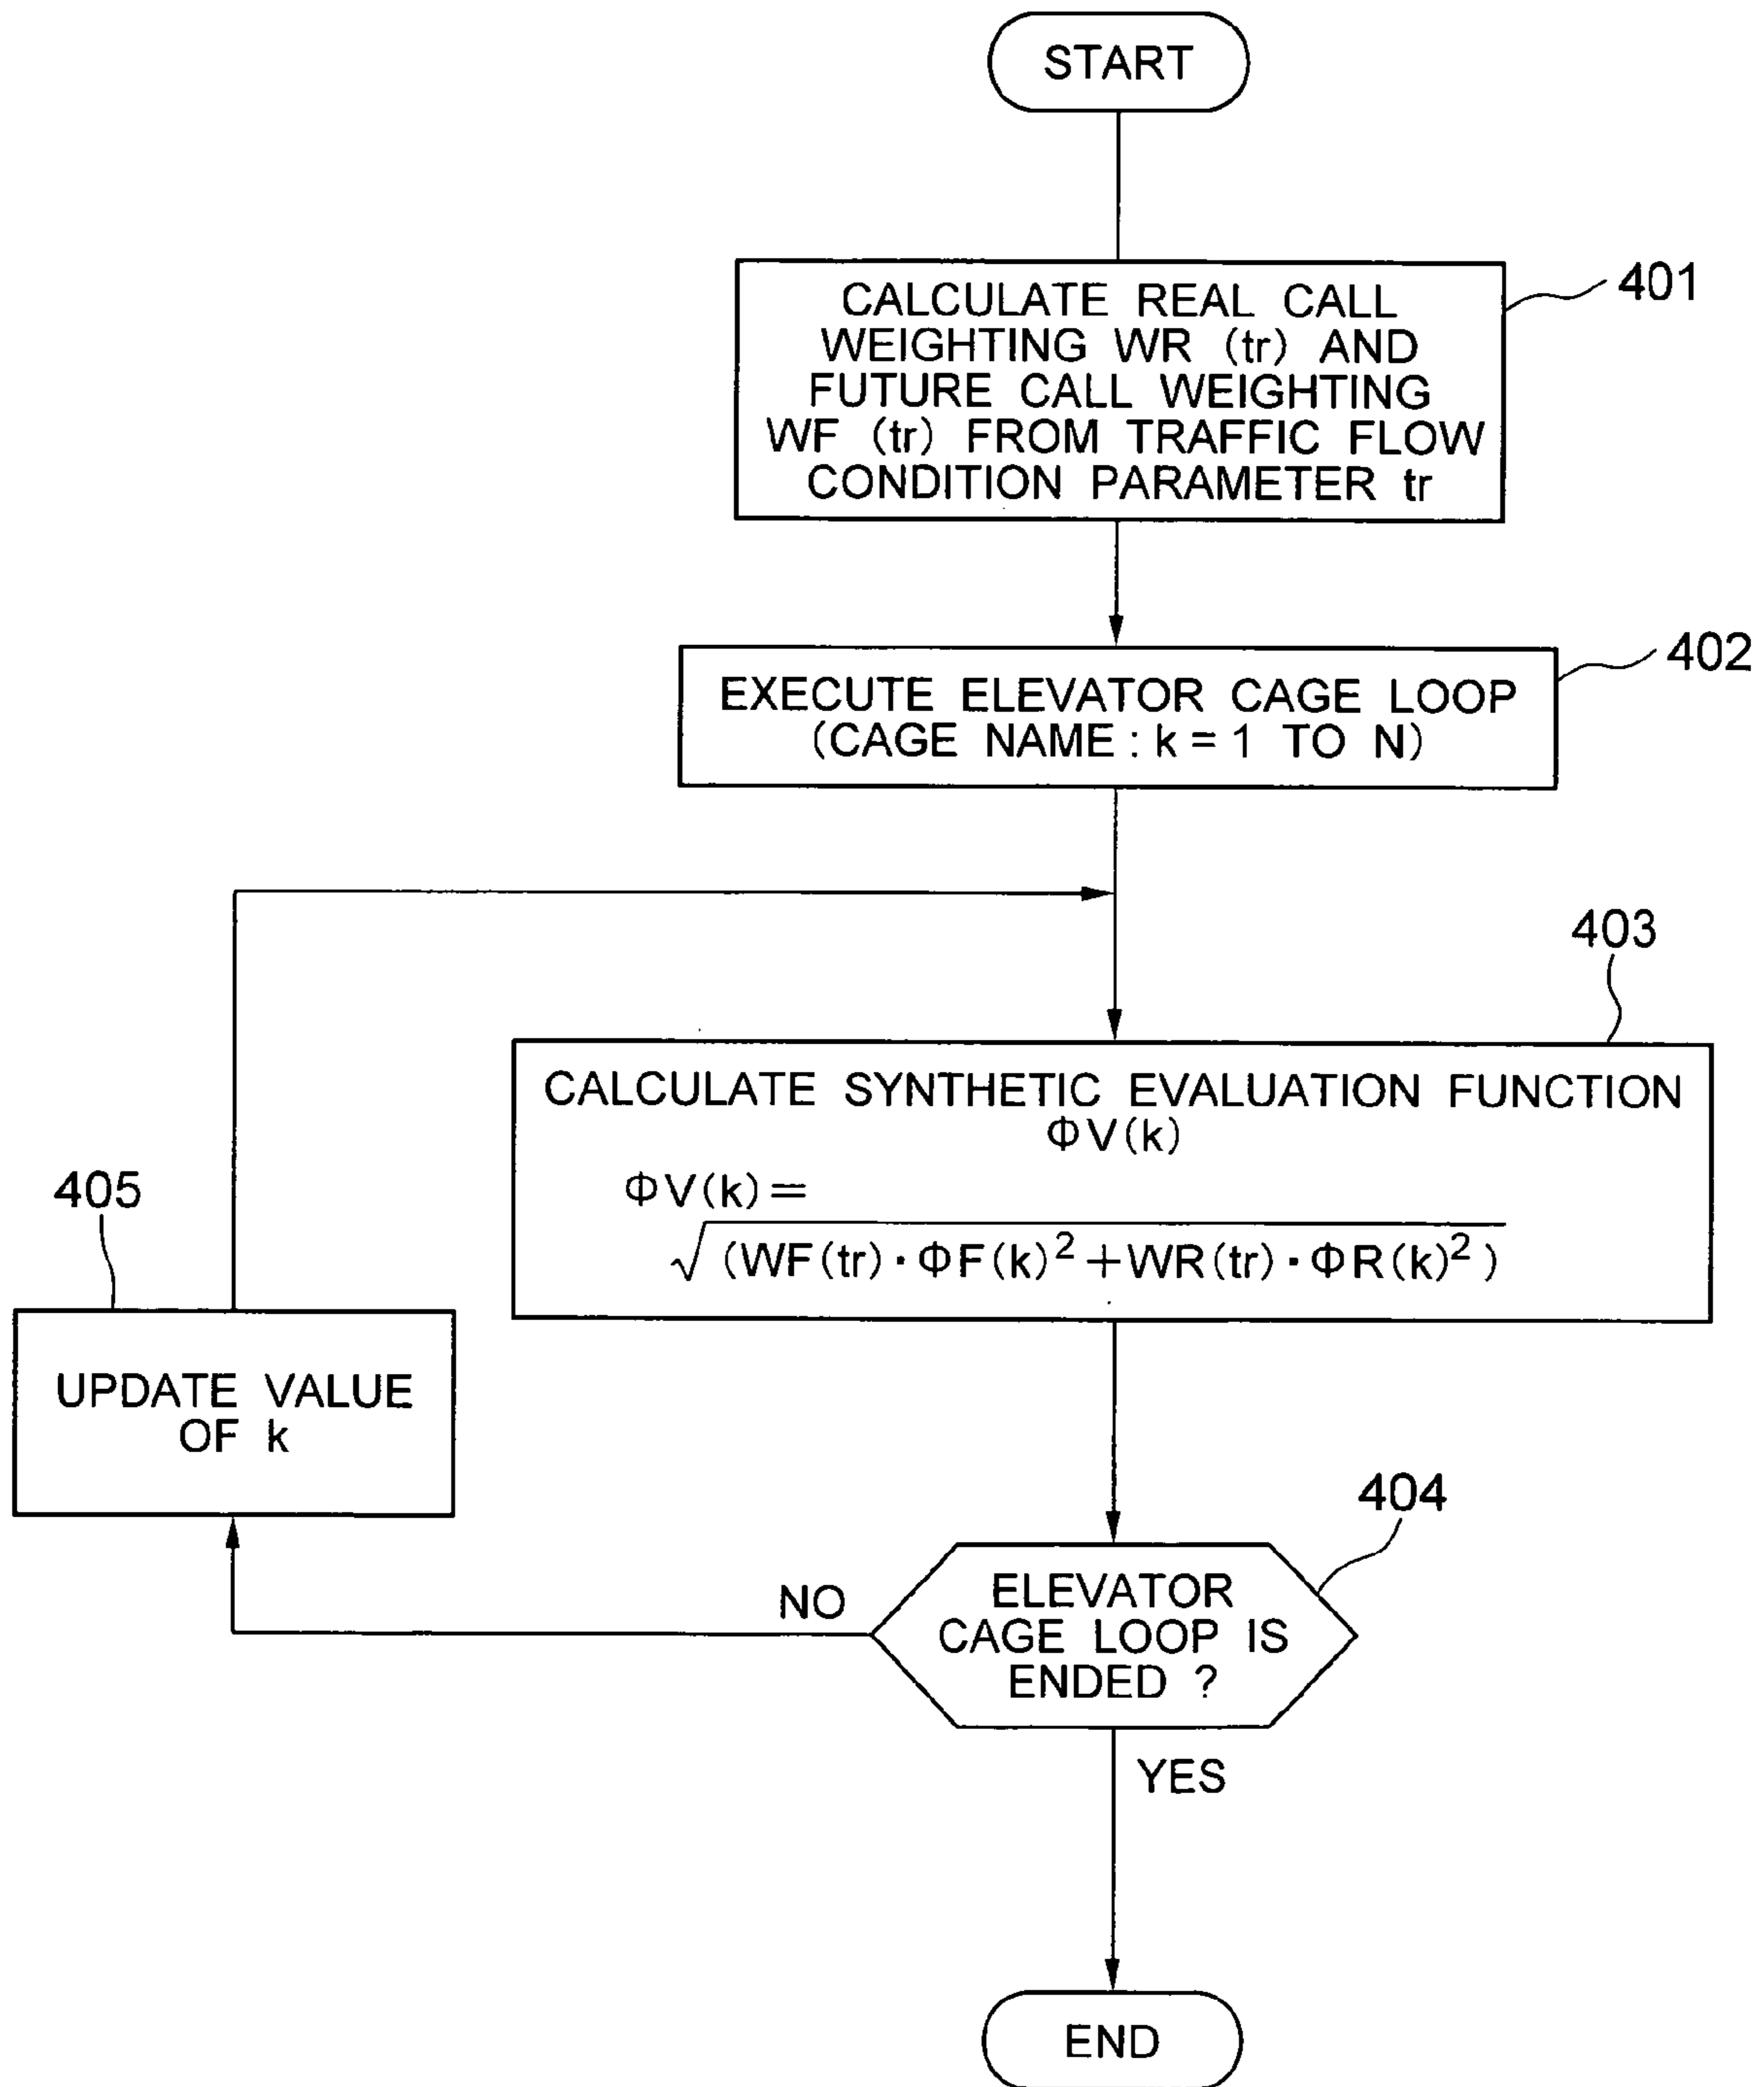 START
401
CALCULATE REAL CALL
WEIGHTING WR (tr) AND
FUTURE CALL WEIGHTING
WF (tr) FROM TRAFFIC FLOW
CONDITION PARAMETER tr
402
EXECUTE ELEVATOR CAGE LOOP
(CAGE NAME : k = 1 TO N)
403
CALCULATE SYNTHETIC EVALUATION FUNCTION
ΦV(k)
ΦV(k)=
√(WF(tr)・ΦF(k)²+WR(tr)・ΦR(k)²)
405
UPDATE VALUE
OF k
404
NO
ELEVATOR
CAGE LOOP IS
ENDED ?
YES
END